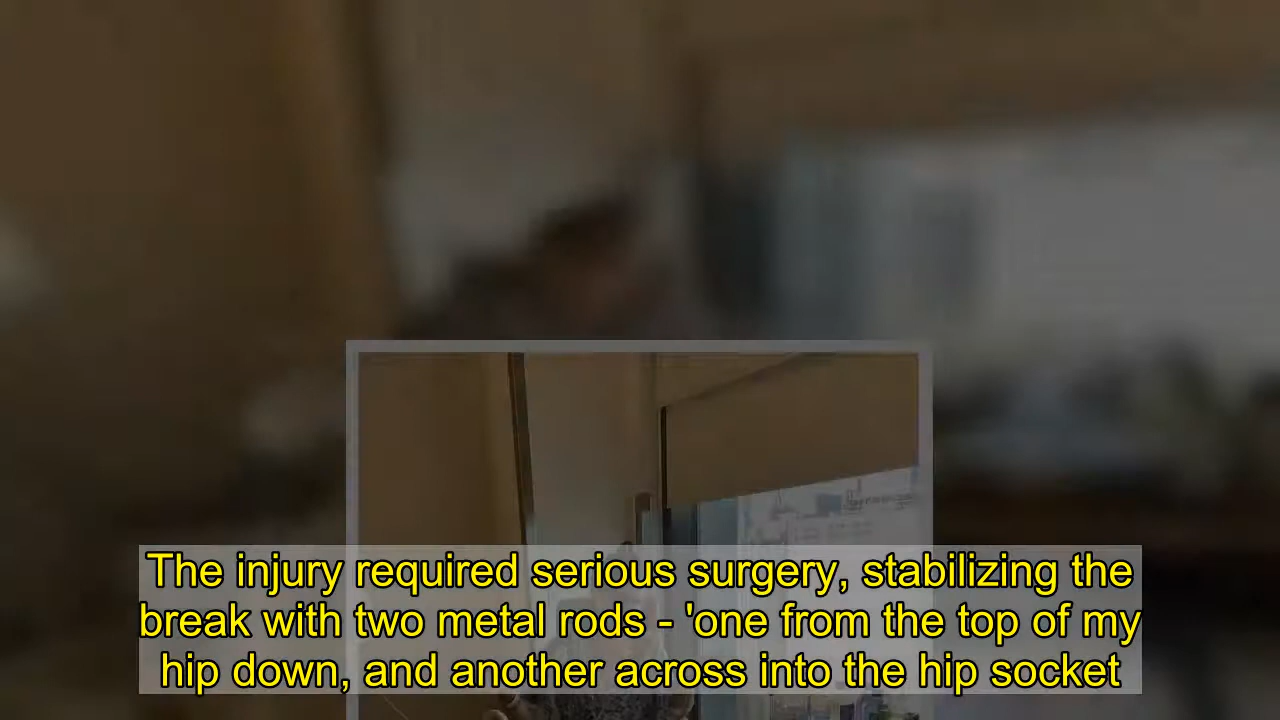 The injury required serious surgery, stabilizing the
break with two metal rods - 'one from the top of my
hip down, and another across into the hip socket